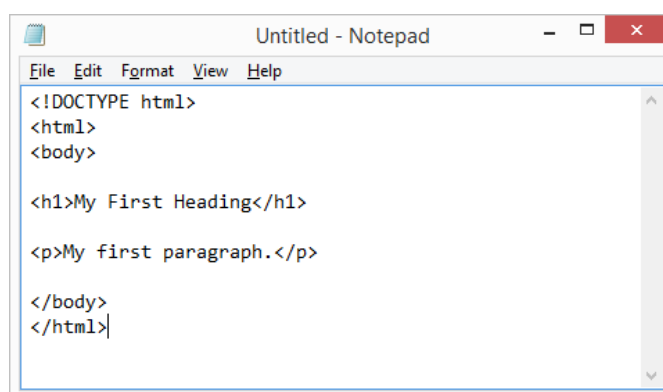 Untitled - Notepad
File Edit Format View Help
<!DOCTYPE html>
<html>
<body>
<h1>My First Heading</h1>
<p>My first paragraph.</p>
</body>
</html>